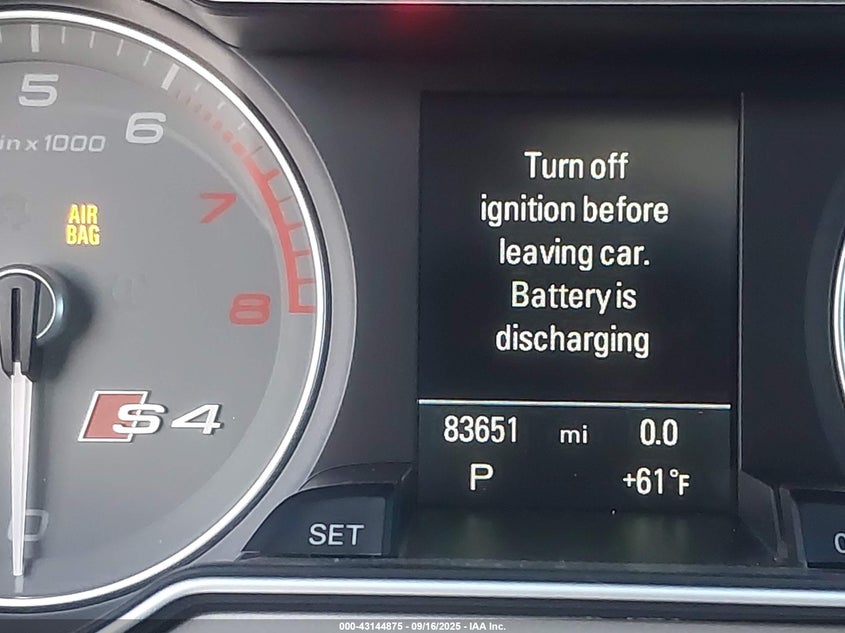 5
6
in x 1000
7
AIR
BAG
8
S4
0
Turn off
ignition before
leaving car.
Battery is
discharging
83651 mi 0.0
P +61°F
SET
000-43144875 - 09/16/2025 - IAA Inc.